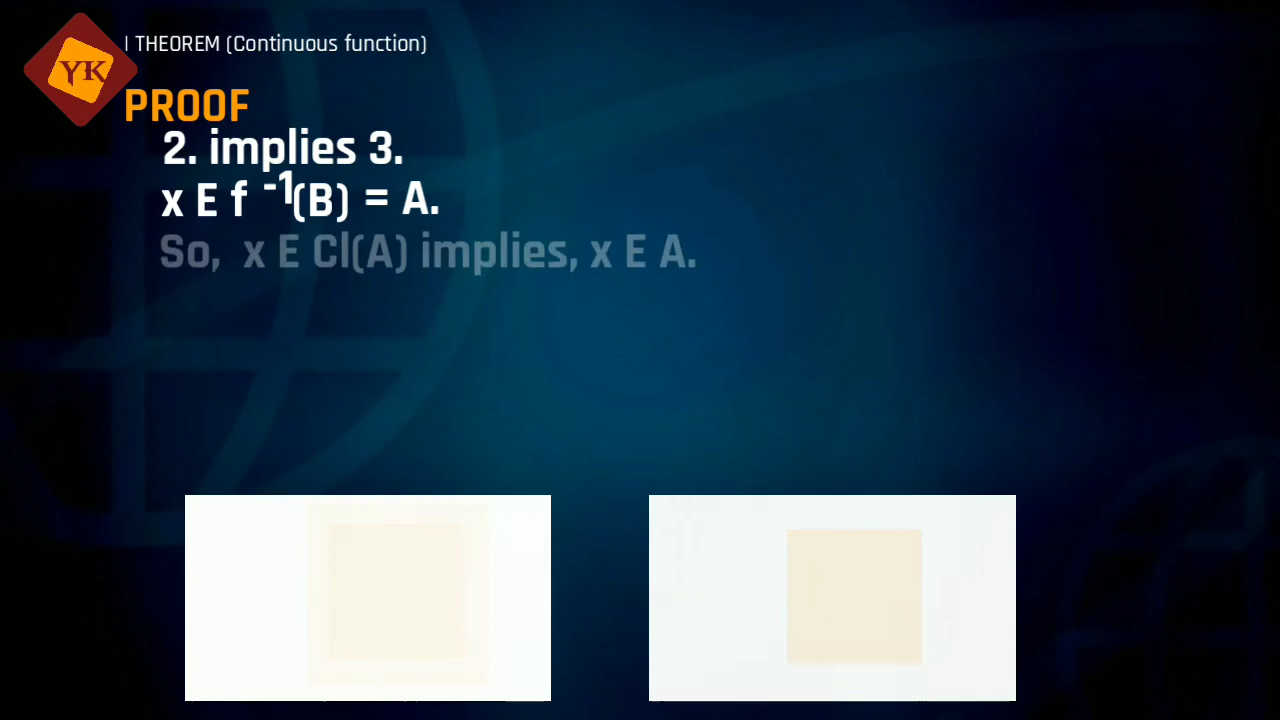 YK
| THEOREM (Continuous function)
PROOF
2. implies 3.
x E f ⁻¹(B) = A.
So, x E Cl(A) implies, x E A.